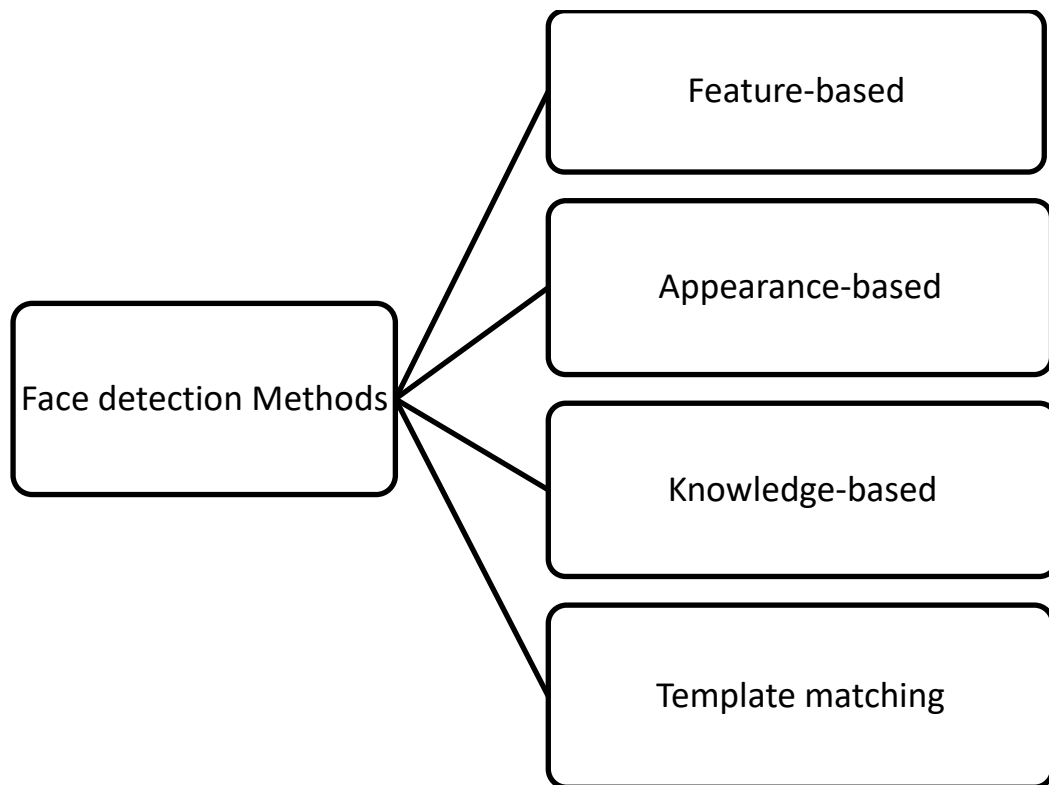 Feature-based
Appearance-based
Face detection Methods
Knowledge-based
Template matching